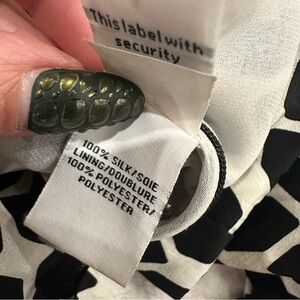 This label with
security
100% SILK/SOIE
LINING/DOUBLURE
100% POLYESTER/
POLYESTER